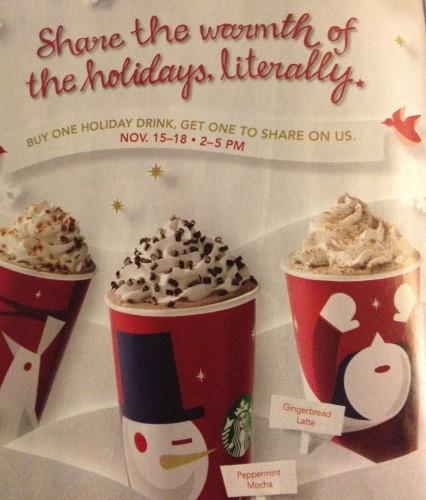 Share the warmth of
the holidays, literally.
BUY ONE HOLIDAY DRINK, GET ONE TO SHARE ON US.
NOV. 15–18 • 2–5 PM
Gingerbread
Latte
Peppermint
Mocha